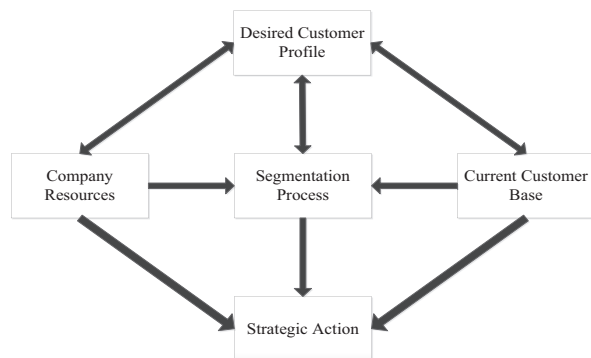 Desired Customer
Profile
Company
Resources
Segmentation
Process
Current Customer
Base
Strategic Action